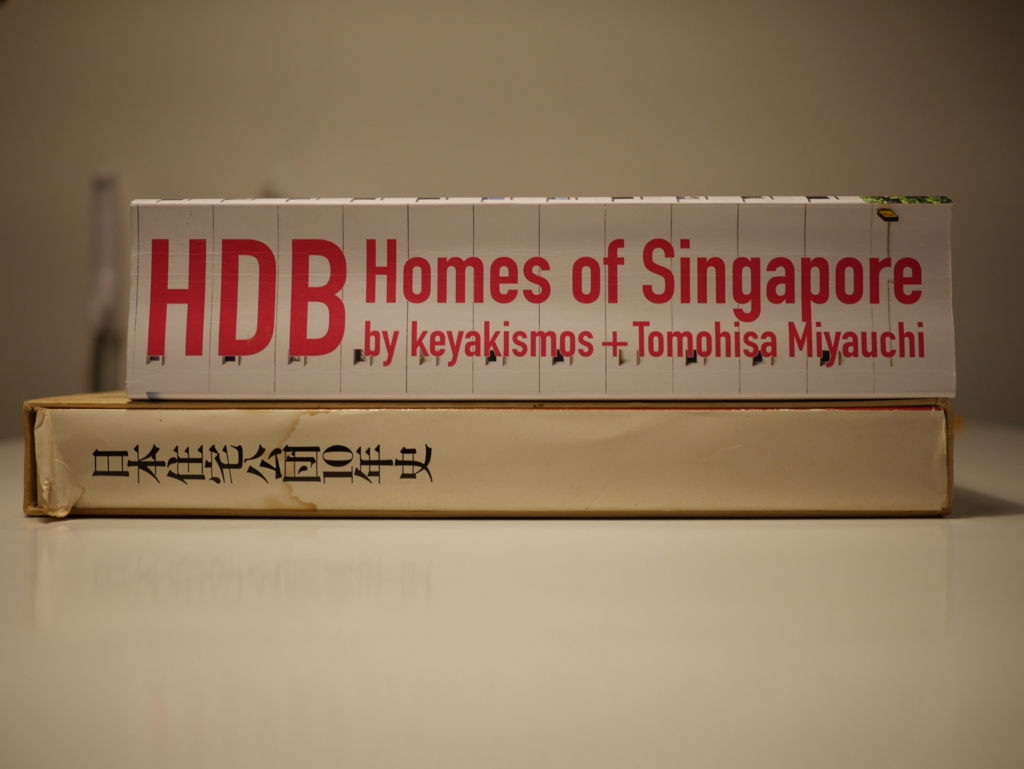 HDB
Homes of Singapore
by keyakismos + Tomohisa Miyauchi
日本住宅公団10年史